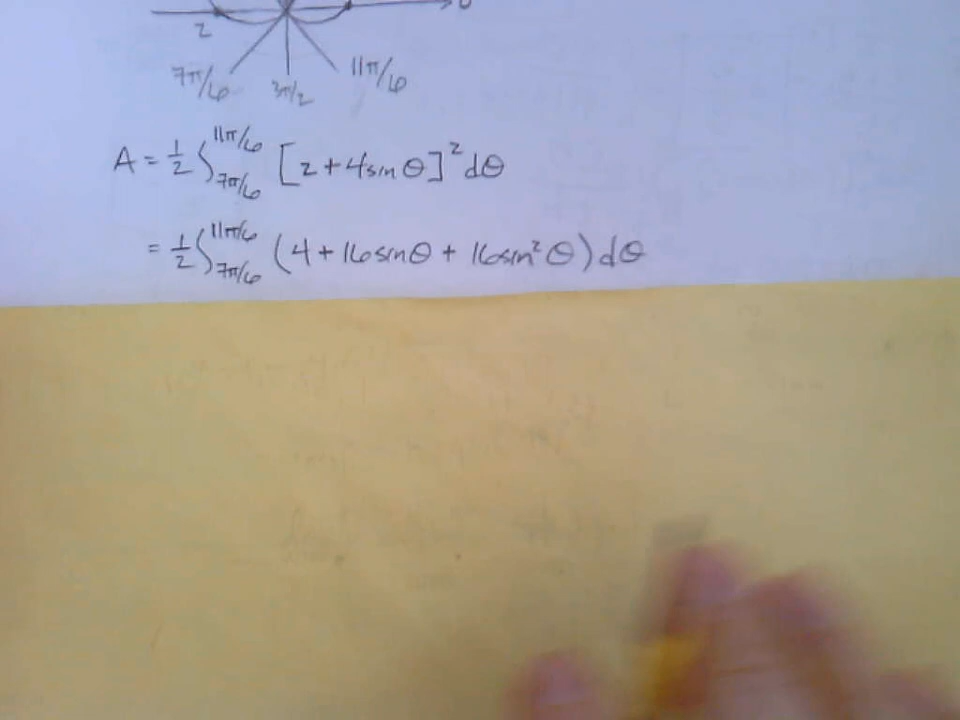 2
7π/6 3π/2 11π/6
A = 1/2 ∫_{7π/6}^{11π/6} [2 + 4sin θ]² dθ
= 1/2 ∫_{7π/6}^{11π/6} (4 + 16sinθ + 16sin² θ) dθ